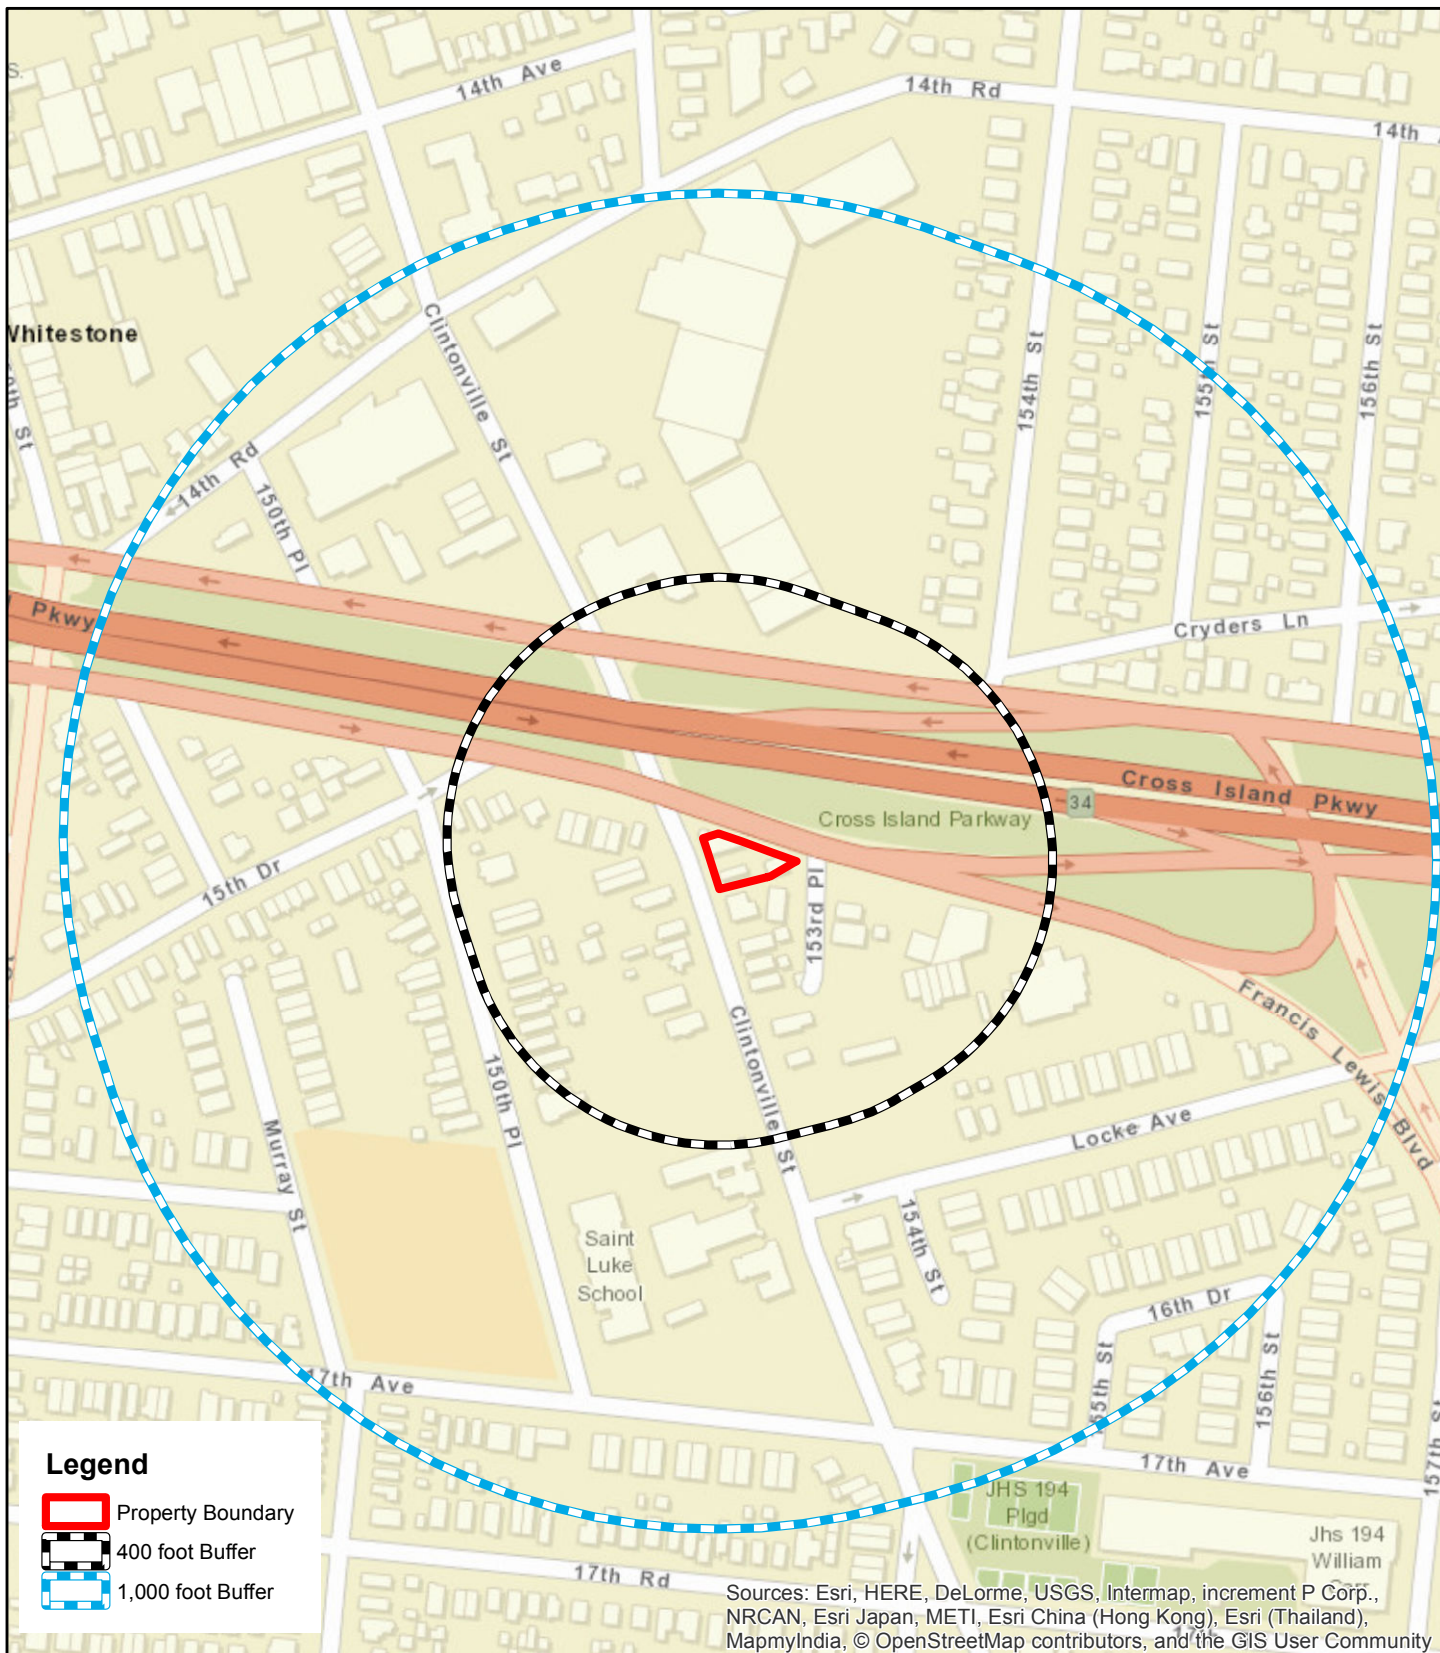 S.
14th Ave
14th Rd
14th
Whitestone
Clintonville St
154th St
155th St
156th St
14th Rd
150th Pl
Cryders Ln
Pkwy
Cross Island Pkwy
34
Cross Island Parkway
15th Dr
153rd Pl
Francis Lewis Blvd
Clintonville St
150th Pl
Murray St
Locke Ave
154th St
Saint
Luke
School
16th Dr
155th St
156th St
157th St
17th Ave
17th Ave
JHS 194
Plgd
(Clintonville)
Jhs 194
William
Carr
17th Rd
Legend
Property Boundary
400 foot Buffer
1,000 foot Buffer
Sources: Esri, HERE, DeLorme, USGS, Intermap, increment P Corp.,
NRCAN, Esri Japan, METI, Esri China (Hong Kong), Esri (Thailand),
MapmyIndia, © OpenStreetMap contributors, and the GIS User Community